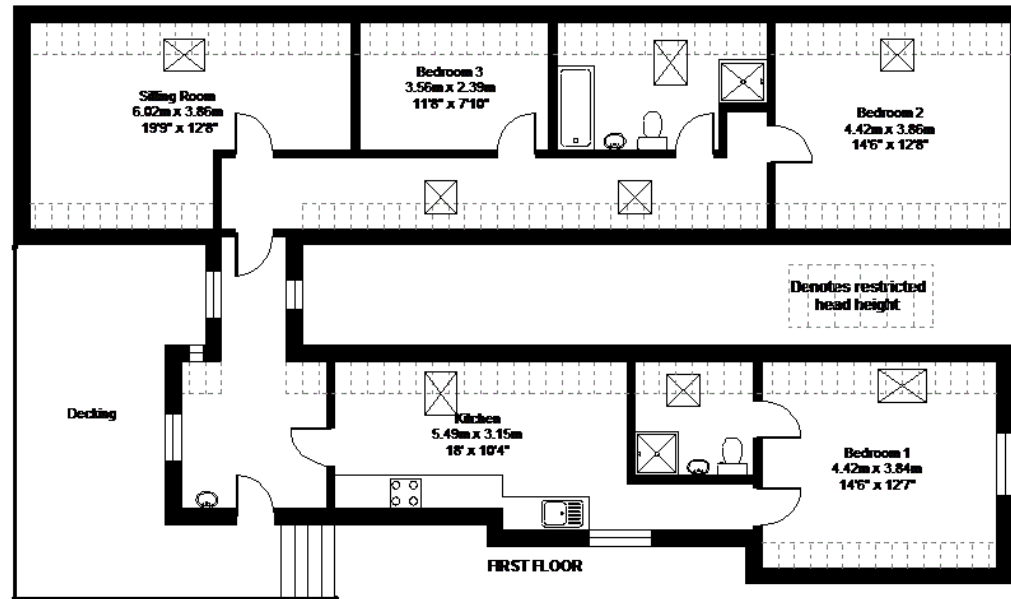 Sitting Room
6.02m x 3.86m
19'9" x 12'8"
Bedroom 3
3.56m x 2.39m
11'8" x 7'10"
Bedroom 2
4.42m x 3.86m
14'6" x 12'8"
Denotes restricted
head height
Decking
Kitchen
5.49m x 3.15m
18' x 10'4"
Bedroom 1
4.42m x 3.84m
14'6" x 12'7"
FIRST FLOOR